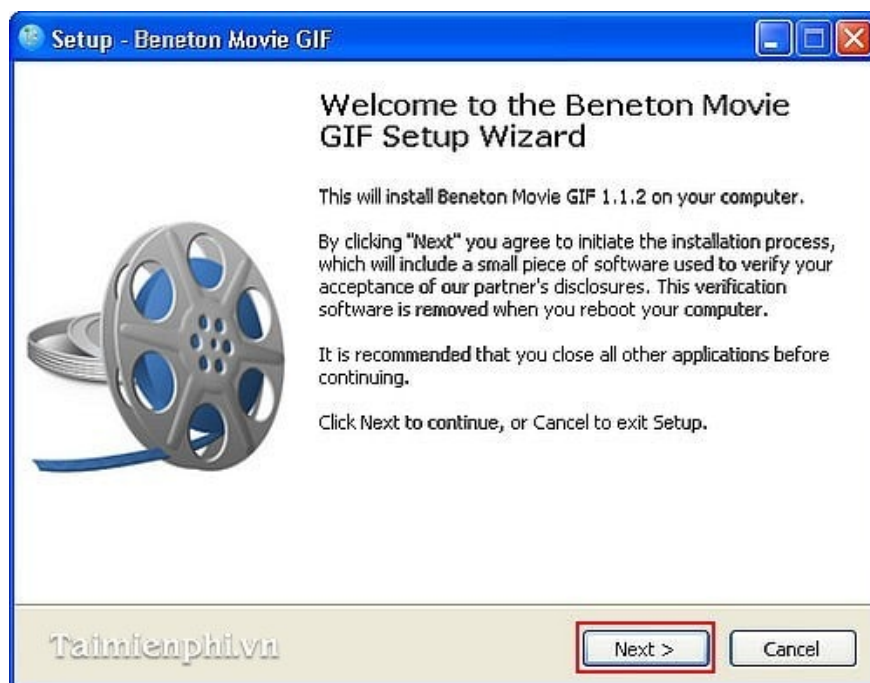 Setup - Beneton Movie GIF
Welcome to the Beneton Movie
GIF Setup Wizard
This will install Beneton Movie GIF 1.1.2 on your computer.
By clicking "Next" you agree to initiate the installation process,
which will include a small piece of software used to verify your
acceptance of our partner's disclosures. This verification
software is removed when you reboot your computer.
It is recommended that you close all other applications before
continuing.
Click Next to continue, or Cancel to exit Setup.
Taimienphi.vn
Next >
Cancel